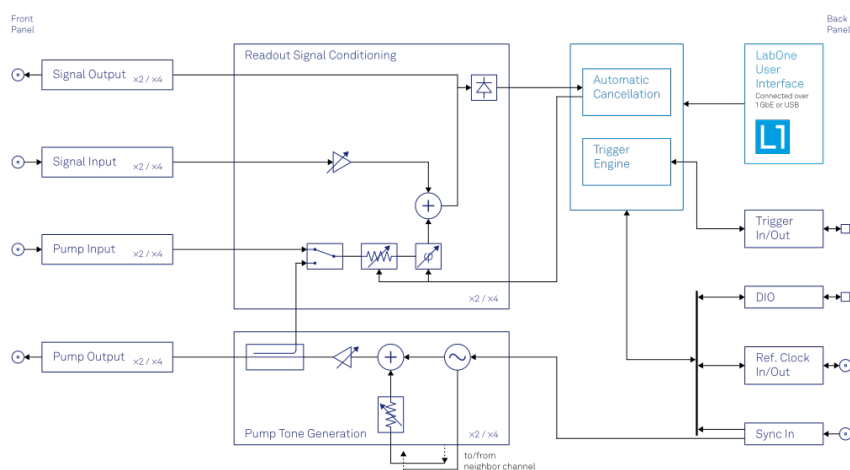 Front
Panel
Back
Panel
Signal Output
×2 / ×4
Readout Signal Conditioning
Automatic
Cancellation
LabOne
User
Interface
Connected over
1 GbE or USB
L1
Signal Input
×2 / ×4
Trigger
Engine
Trigger
In/Out
Pump Input
×2 / ×4
φ
×2 / ×4
DIO
Pump Output
×2 / ×4
Ref. Clock
In/Out
Pump Tone Generation
×2 / ×4
Sync In
to/from
neighbor channel